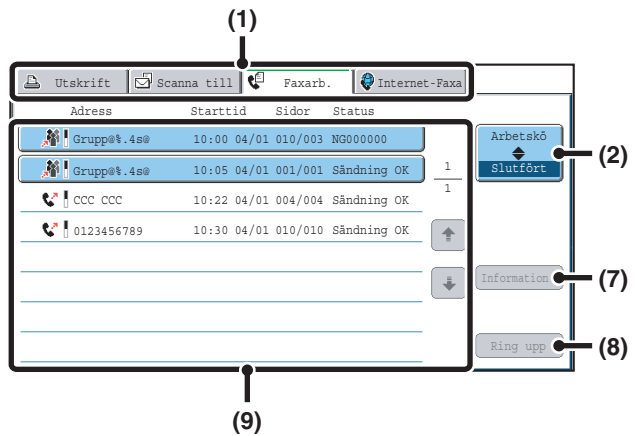 (1)
Utskrift Scanna till Faxarb. Internet-Faxa
Adress Starttid Sidor Status
Grupp@%.4s@ 10:00 04/01 010/003 NG000000
Grupp@%.4s@ 10:05 04/01 001/001 Sändning OK
CCC CCC 10:22 04/01 004/004 Sändning OK
0123456789 10:30 04/01 010/010 Sändning OK
1
1
Arbetskö
Slutfört
(2)
Information
(7)
Ring upp
(8)
(9)